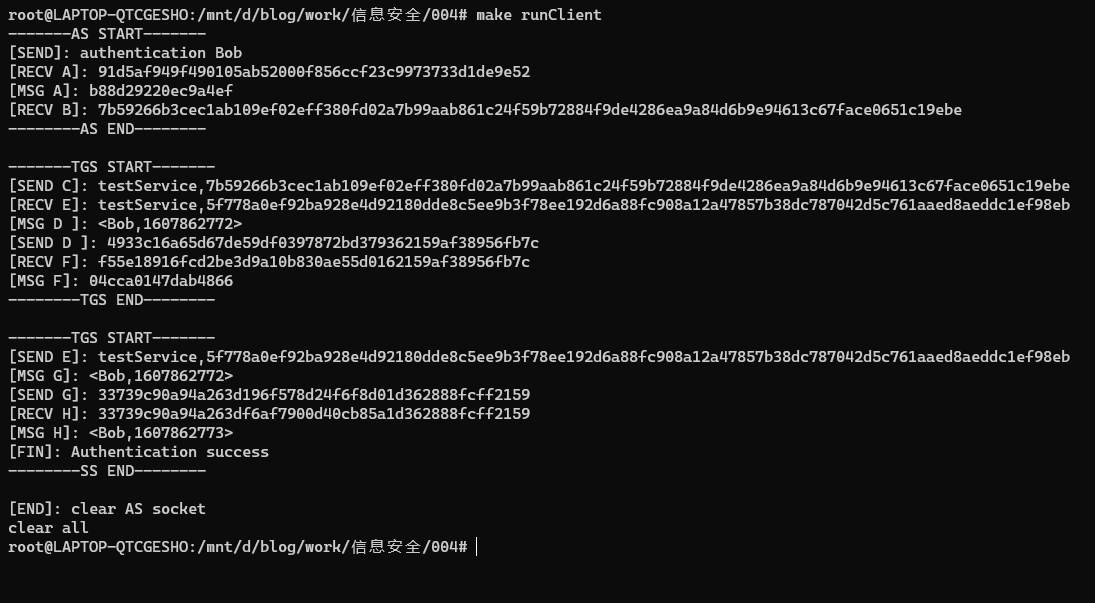 root@LAPTOP-QTCGESHO:/mnt/d/blog/work/信息安全/004# make runClient
-------AS START-------
[SEND]: authentication Bob
[RECV A]: 91d5af949f490105ab52000f856ccf23c9973733d1de9e52
[MSG A]: b88d29220ec9a4ef
[RECV B]: 7b59266b3cec1ab109ef02eff380fd02a7b99aab861c24f59b72884f9de4286ea9a84d6b9e94613c67face0651c19ebe
--------AS END--------

-------TGS START-------
[SEND C]: testService,7b59266b3cec1ab109ef02eff380fd02a7b99aab861c24f59b72884f9de4286ea9a84d6b9e94613c67face0651c19ebe
[RECV E]: testService,5f778a0ef92ba928e4d92180dde8c5ee9b3f78ee192d6a88fc908a12a47857b38dc787042d5c761aaed8aeddc1ef98eb
[MSG D ]: <Bob,1607862772>
[SEND D ]: 4933c16a65d67de59df0397872bd379362159af38956fb7c
[RECV F]: f55e18916fcd2be3d9a10b830ae55d0162159af38956fb7c
[MSG F]: 04cca0147dab4866
--------TGS END--------

-------TGS START-------
[SEND E]: testService,5f778a0ef92ba928e4d92180dde8c5ee9b3f78ee192d6a88fc908a12a47857b38dc787042d5c761aaed8aeddc1ef98eb
[MSG G]: <Bob,1607862772>
[SEND G]: 33739c90a94a263d196f578d24f6f8d01d362888fcff2159
[RECV H]: 33739c90a94a263df6af7900d40cb85a1d362888fcff2159
[MSG H]: <Bob,1607862773>
[FIN]: Authentication success
--------SS END--------

[END]: clear AS socket
clear all
root@LAPTOP-QTCGESHO:/mnt/d/blog/work/信息安全/004#